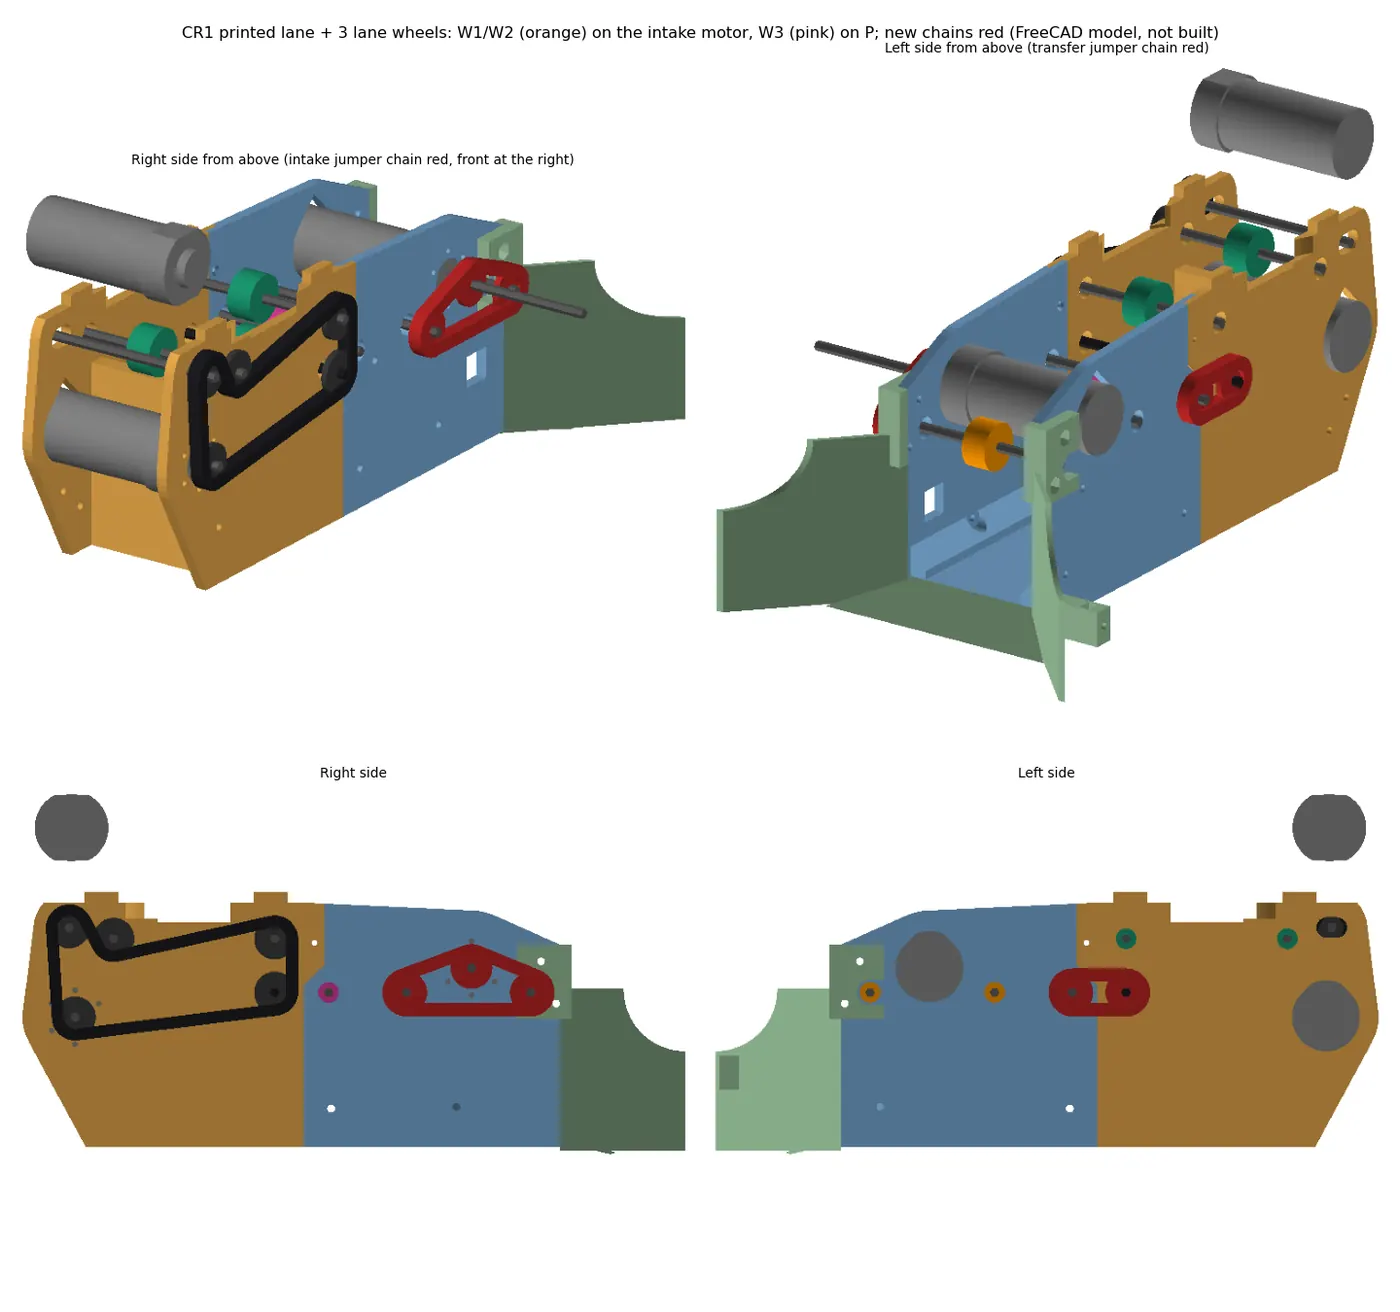 CR1 printed lane + 3 lane wheels: W1/W2 (orange) on the intake motor, W3 (pink) on P; new chains red (FreeCAD model, not built)
Left side from above (transfer jumper chain red)
Right side from above (intake jumper chain red, front at the right)
Right side
Left side